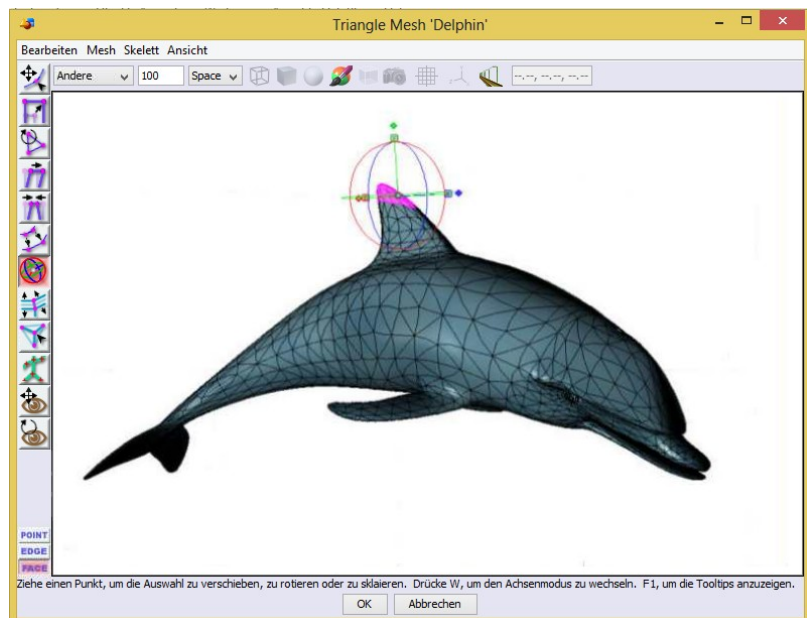 Triangle Mesh 'Delphin'
Bearbeiten Mesh Skelett Ansicht
Andere 100 Space --.--, --.--, --.--
POINT
EDGE
FACE
Ziehe einen Punkt, um die Auswahl zu verschieben, zu rotieren oder zu sklaieren. Drücke W, um den Achsenmodus zu wechseln. F1, um die Tooltips anzuzeigen.
OK Abbrechen